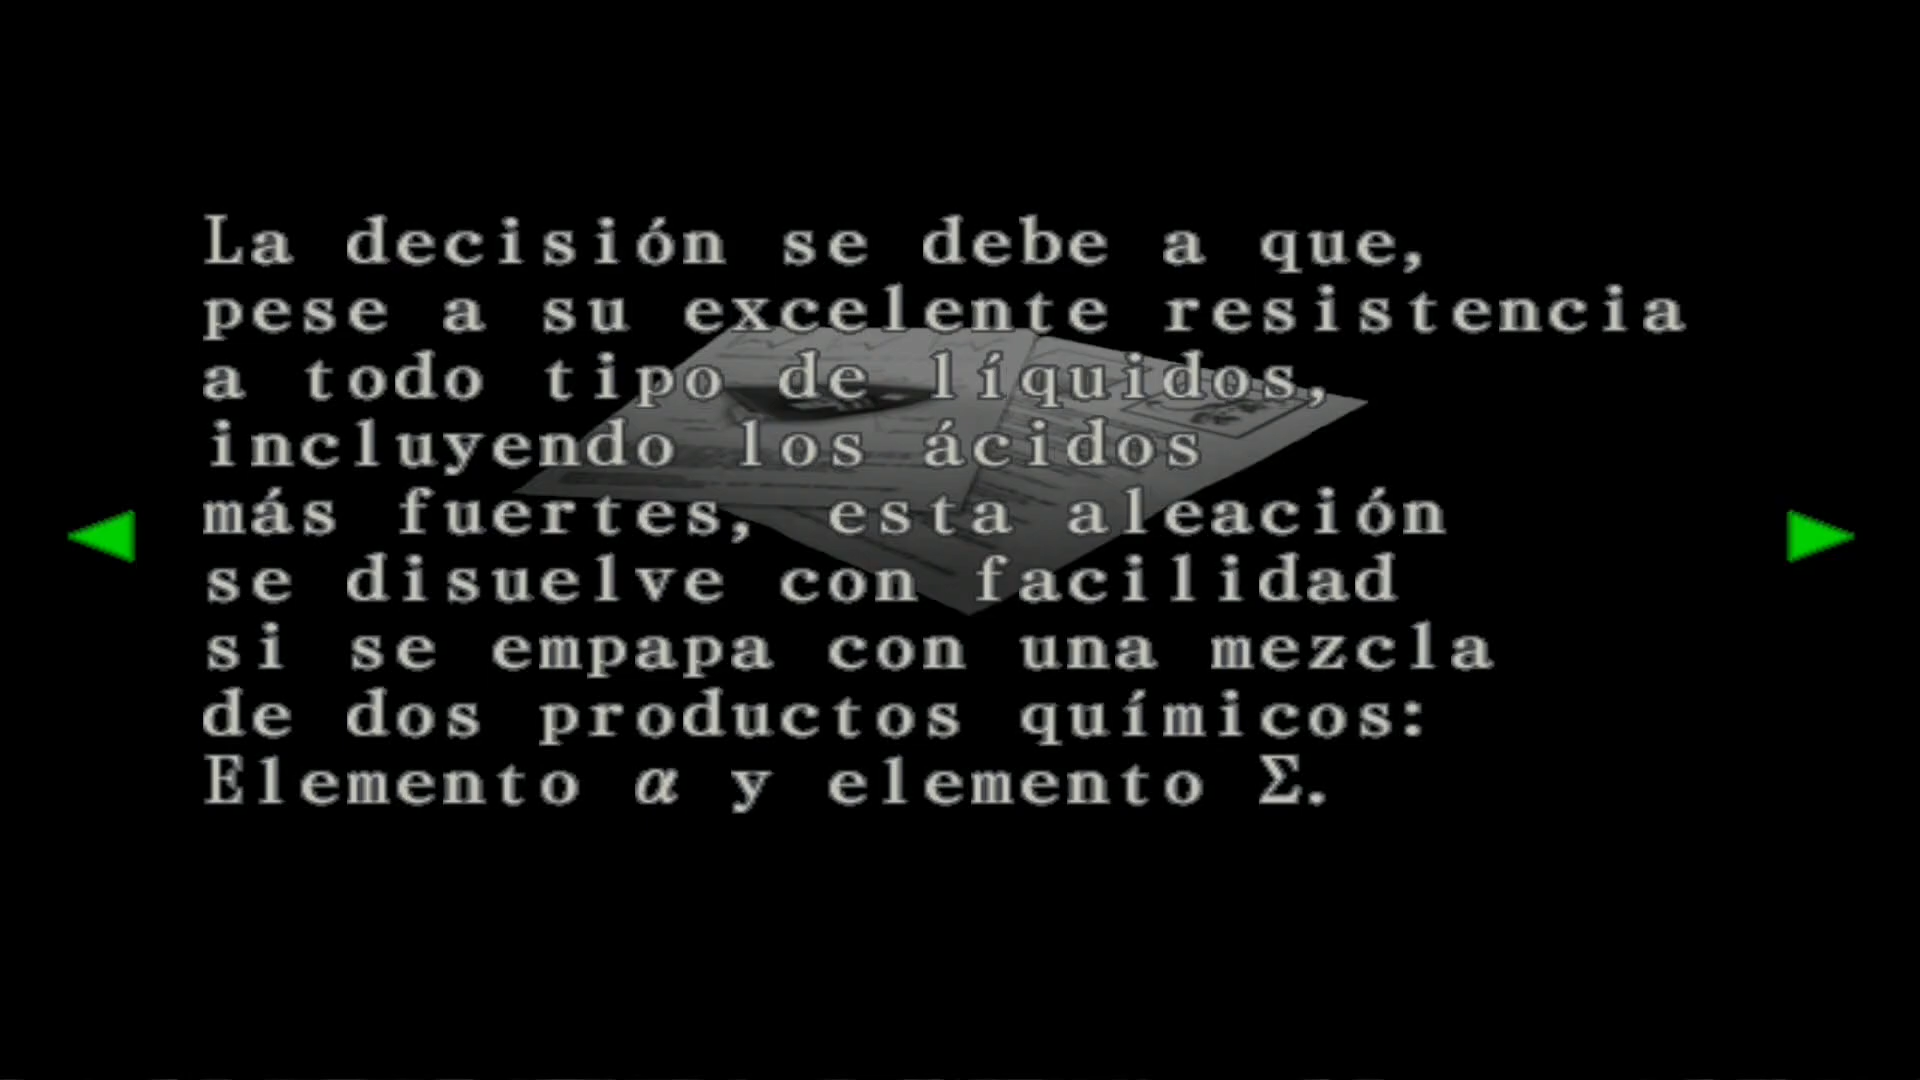 La decisión se debe a que,
pese a su excelente resistencia
a todo tipo de líquidos,
incluyendo los ácidos
más fuertes, esta aleación
se disuelve con facilidad
si se empapa con una mezcla
de dos productos químicos:
Elemento α y elemento Σ.